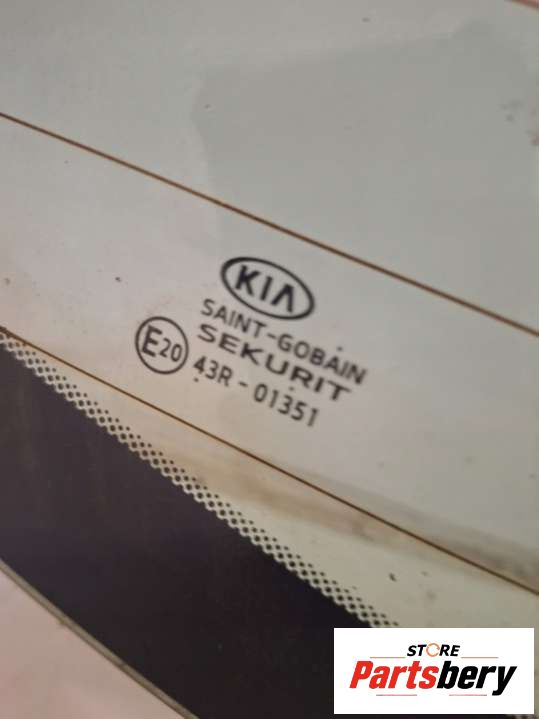 KIA
SAINT-GOBAIN
SEKURIT
E20 43R - 01351
STORE
Partsbery